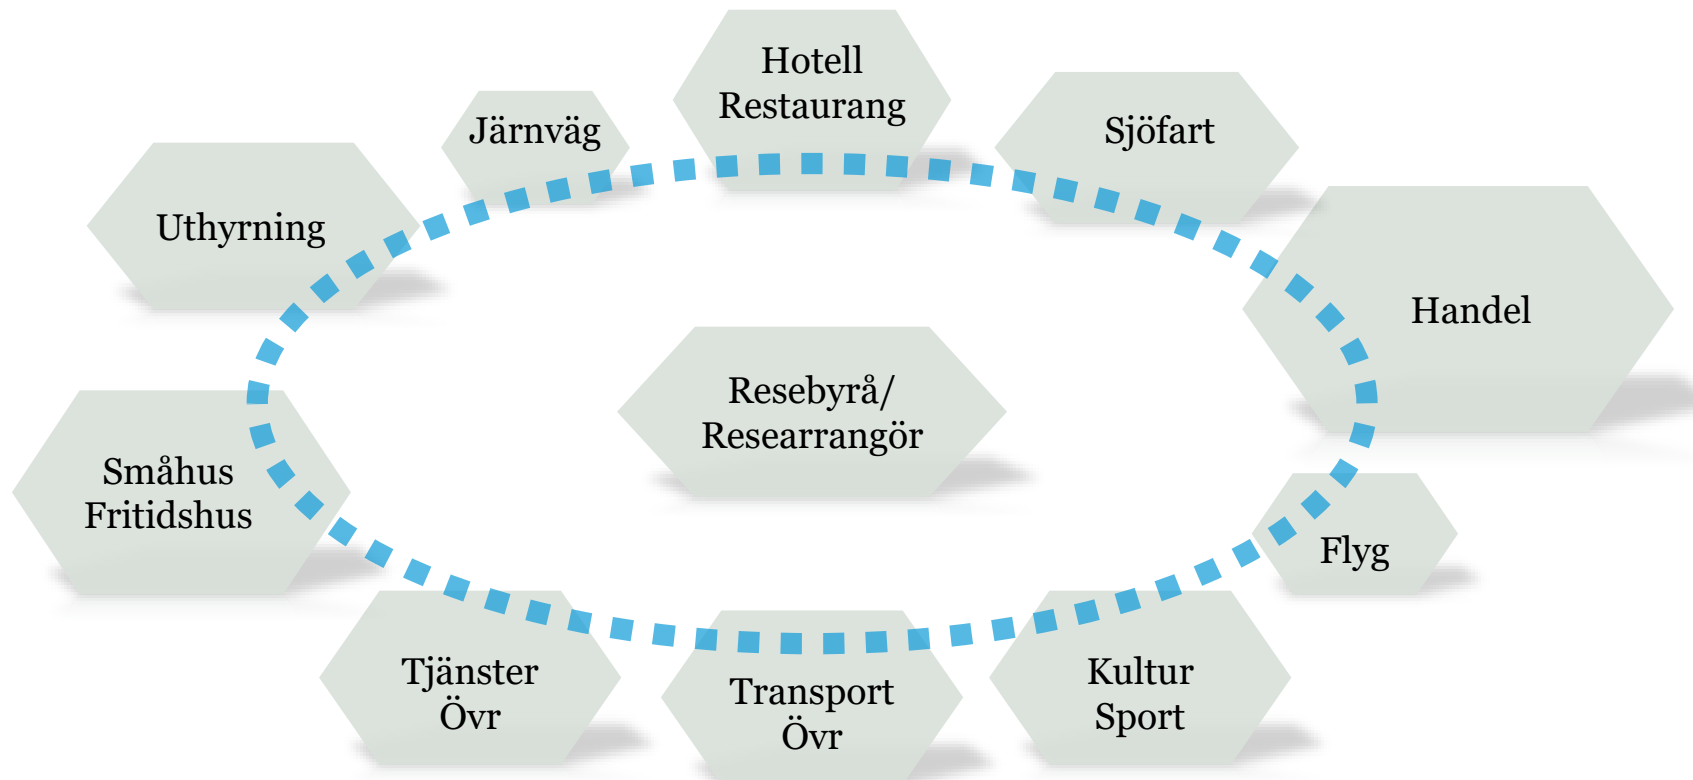 Hotell
Restaurang
Järnväg
Sjöfart
Uthyrning
Handel
Resebyrå/
Researrangör
Småhus
Fritidshus
Flyg
Tjänster
Övr
Transport
Övr
Kultur
Sport